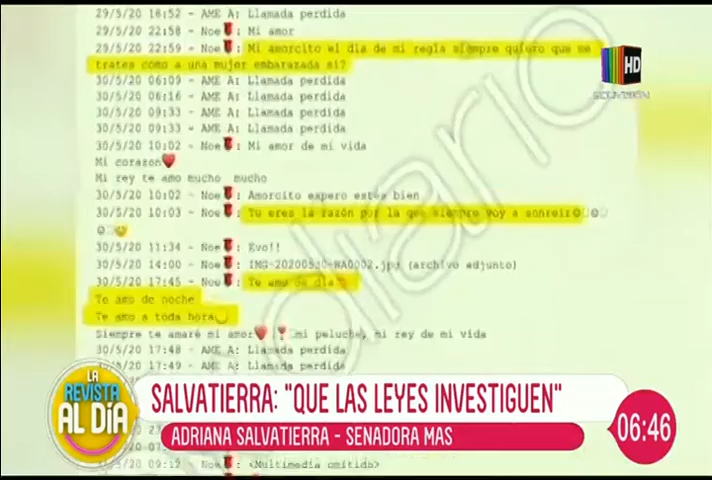 29/5/20 18:52 - AME A: Llamada perdida
29/5/20 22:58 - Noe🌹: Mi amor
29/5/20 22:59 - Noe🌹: Mi amorcito el dia de mi regla siempre quiero que me
trates como a una mujer embarazada si?
30/5/20 06:09 - AME A: Llamada perdida
30/5/20 06:16 - AME A: Llamada perdida
30/5/20 09:33 - AME A: Llamada perdida
30/5/20 09:33 - AME A: Llamada perdida
30/5/20 10:02 - Noe🌹: Mi amor de mi vida
Mi corazon❤
Mi rey te amo mucho mucho
30/5/20 10:02 - Noe🌹: Amorcito espero estés bien
30/5/20 10:03 - Noe🌹: Tu eres la razón por la que siempre voy a sonreir
30/5/20 11:34 - Noe🌹: Evo!!
30/5/20 14:00 - Noe🌹: IMG-20200530-WA0002.jpg (archivo adjunto)
30/5/20 17:45 - Noe🌹: Te amo de dia
Te amo de noche
Te amo a toda hora
Siempre te amaré mi amor❤ mi peluche, mi rey de mi vida
30/5/20 17:48 - AME A: Llamada perdida
30/5/20 17:49 - AME A: Llamada perdida
09:12 - Noe🌹: <Multimedia omitido>
diario
HD
LA
REVISTA
AL DÍA
SALVATIERRA: "QUE LAS LEYES INVESTIGUEN"
ADRIANA SALVATIERRA - SENADORA MAS
06:46